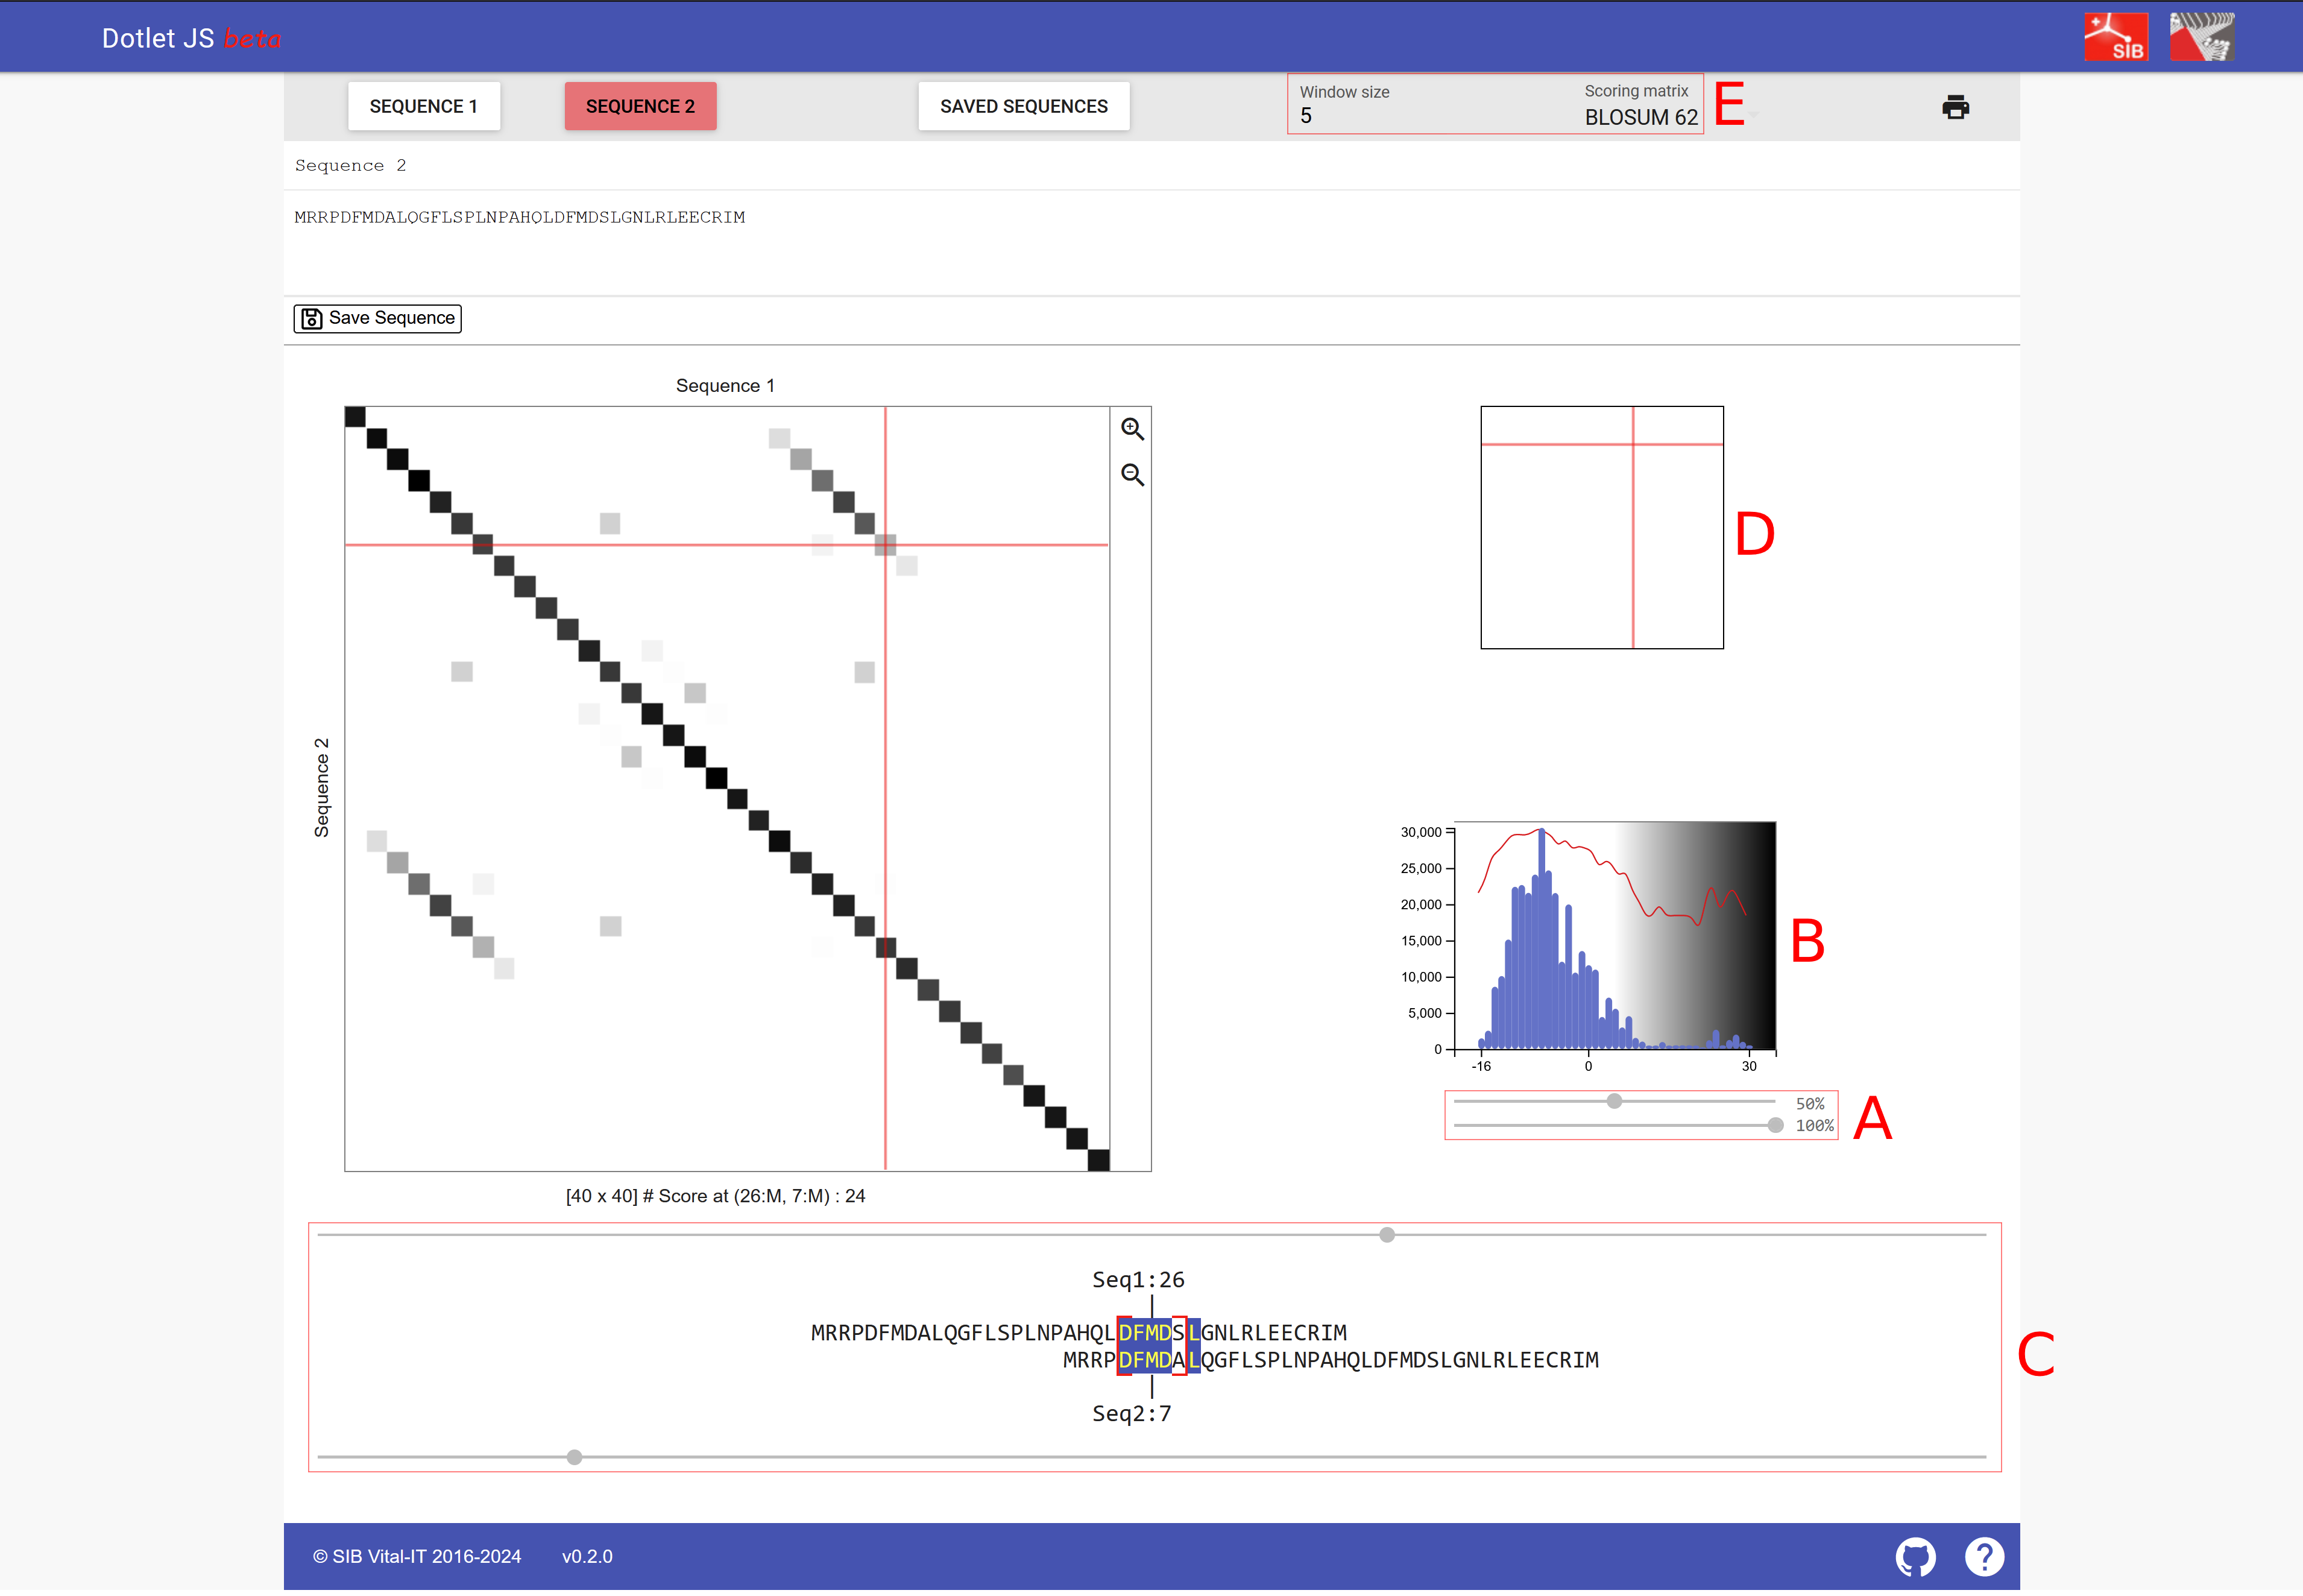 Dotlet JS beta
SIB
SEQUENCE 1
SEQUENCE 2
SAVED SEQUENCES
Window size
5
Scoring matrix
BLOSUM 62
E
Sequence 2
MRRPDFMDALQGFLSPLNPAHQLDFMDSLGNLRLEECRIM
Save Sequence
Sequence 1
Sequence 2
D
30,000
25,000
20,000
15,000
10,000
5,000
0
-16
0
30
B
50%
100%
A
[40 x 40] # Score at (26:M, 7:M) : 24
Seq1:26
MRRPDFMDALQGFLSPLNPAHQLDFMDSLGNLRLEECRIM
MRRPDFMDALQGFLSPLNPAHQLDFMDSLGNLRLEECRIM
Seq2:7
C
© SIB Vital-IT 2016-2024
v0.2.0
?